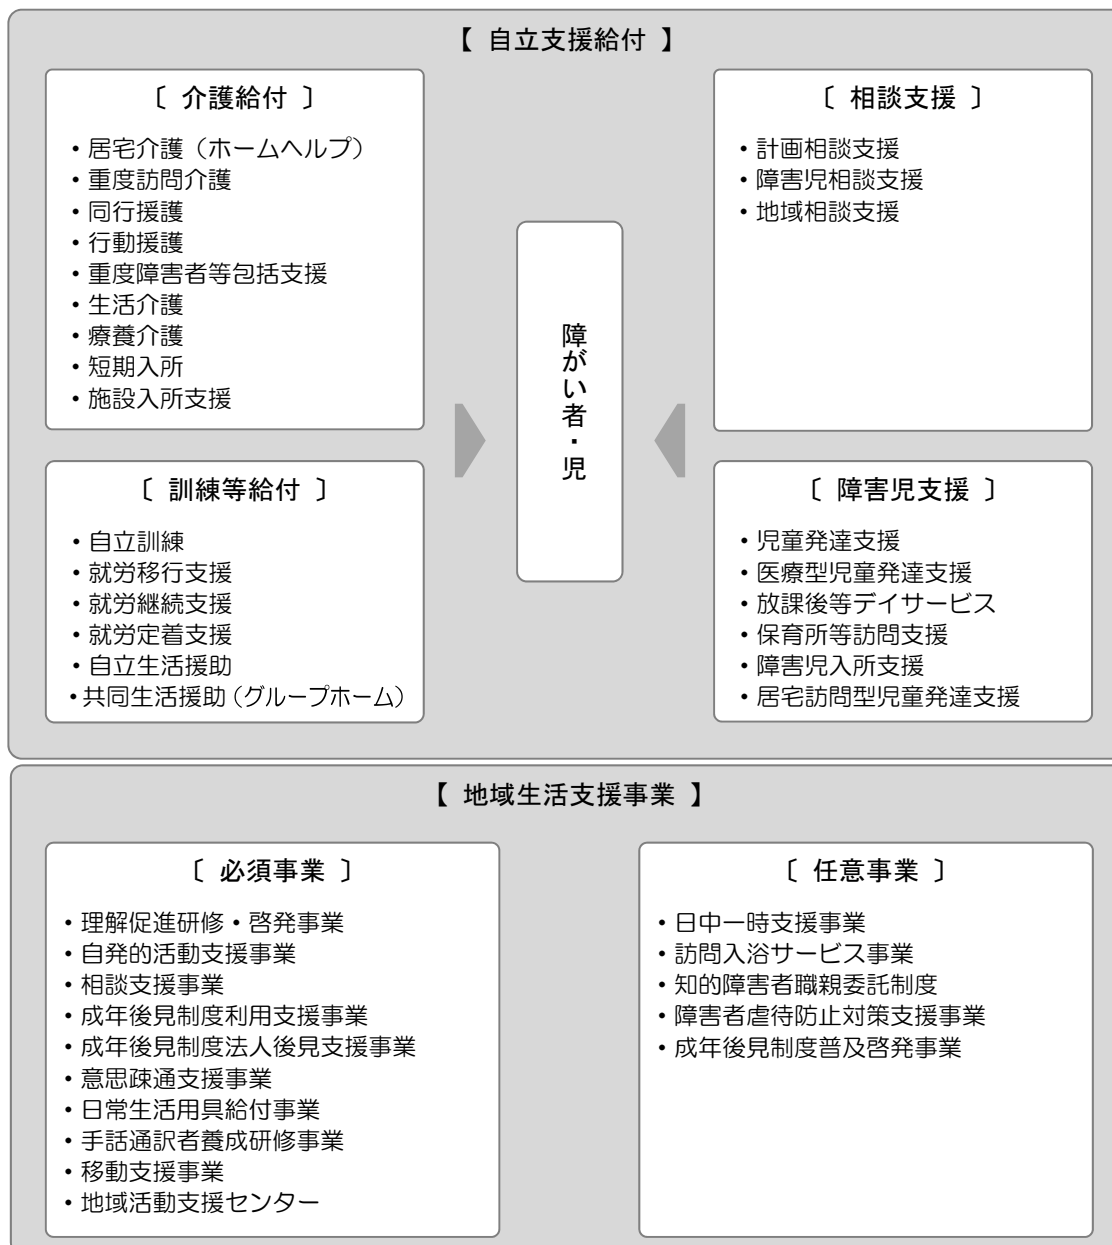 【 自立支援給付 】
〔 介護給付 〕
・居宅介護（ホームヘルプ）
・重度訪問介護
・同行援護
・行動援護
・重度障害者等包括支援
・生活介護
・療養介護
・短期入所
・施設入所支援
〔 訓練等給付 〕
・自立訓練
・就労移行支援
・就労継続支援
・就労定着支援
・自立生活援助
・共同生活援助（グループホーム）
障がい者・児
〔 相談支援 〕
・計画相談支援
・障害児相談支援
・地域相談支援
〔 障害児支援 〕
・児童発達支援
・医療型児童発達支援
・放課後等デイサービス
・保育所等訪問支援
・障害児入所支援
・居宅訪問型児童発達支援
【 地域生活支援事業 】
〔 必須事業 〕
・理解促進研修・啓発事業
・自発的活動支援事業
・相談支援事業
・成年後見制度利用支援事業
・成年後見制度法人後見支援事業
・意思疎通支援事業
・日常生活用具給付事業
・手話通訳者養成研修事業
・移動支援事業
・地域活動支援センター
〔 任意事業 〕
・日中一時支援事業
・訪問入浴サービス事業
・知的障害者職親委託制度
・障害者虐待防止対策支援事業
・成年後見制度普及啓発事業